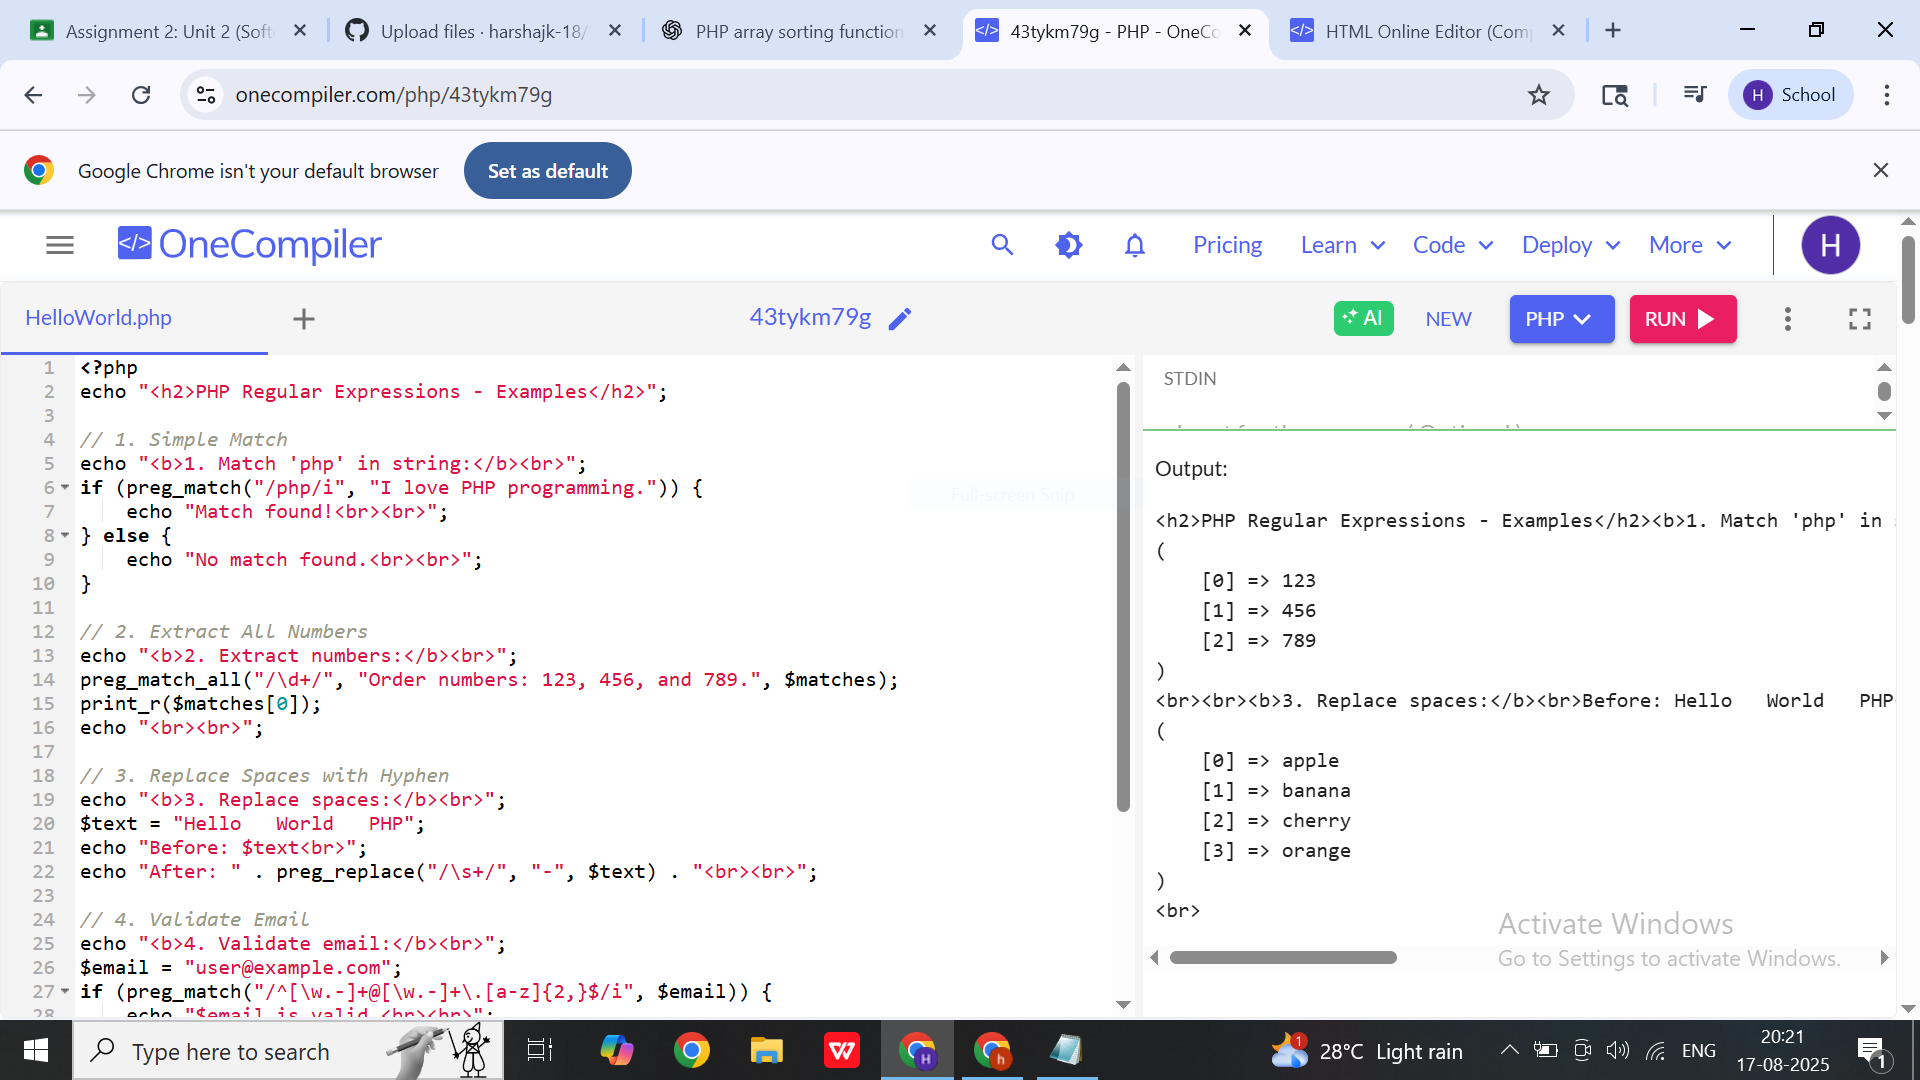 Assignment 2: Unit 2 (Soft
Upload files · harshajk-18/
PHP array sorting function
43tykm79g - PHP - OneCo
HTML Online Editor (Com
onecompiler.com/php/43tykm79g
H School
Google Chrome isn't your default browser
Set as default
</> OneCompiler
Pricing Learn Code Deploy More
H
HelloWorld.php
43tykm79g
AI NEW PHP RUN
1 <?php
2 echo "<h2>PHP Regular Expressions - Examples</h2>";
3
4 // 1. Simple Match
5 echo "<b>1. Match 'php' in string:</b><br>";
6 if (preg_match("/php/i", "I love PHP programming.")) {
7     echo "Match found!<br><br>";
8 } else {
9     echo "No match found.<br><br>";
10 }
11
12 // 2. Extract All Numbers
13 echo "<b>2. Extract numbers:</b><br>";
14 preg_match_all("/\d+/", "Order numbers: 123, 456, and 789.", $matches);
15 print_r($matches[0]);
16 echo "<br><br>";
17
18 // 3. Replace Spaces with Hyphen
19 echo "<b>3. Replace spaces:</b><br>";
20 $text = "Hello   World   PHP";
21 echo "Before: $text<br>";
22 echo "After: " . preg_replace("/\s+/", "-", $text) . "<br><br>";
23
24 // 4. Validate Email
25 echo "<b>4. Validate email:</b><br>";
26 $email = "user@example.com";
27 if (preg_match("/^[\w.-]+@[\w.-]+\.[a-z]{2,}$/i", $email)) {
28     echo "$email is valid.<br><br>";
Full-screen Snip
STDIN
Output:
<h2>PHP Regular Expressions - Examples</h2><b>1. Match 'php' in
(
    [0] => 123
    [1] => 456
    [2] => 789
)
<br><br><b>3. Replace spaces:</b><br>Before: Hello   World   PHP
(
    [0] => apple
    [1] => banana
    [2] => cherry
    [3] => orange
)
<br>
Activate Windows
Go to Settings to activate Windows.
Type here to search
W
H
h
1
28°C Light rain
ENG
20:21
17-08-2025
1